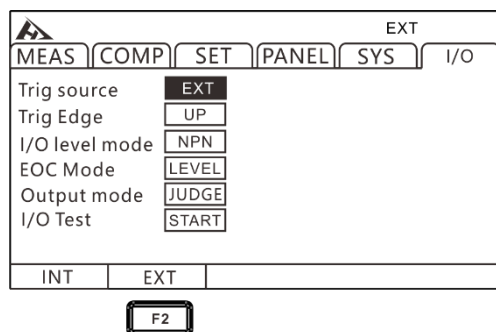 EXT
MEAS COMP SET PANEL SYS I/O
Trig source EXT
Trig Edge UP
I/O level mode NPN
EOC Mode LEVEL
Output mode JUDGE
I/O Test START
INT EXT
F2